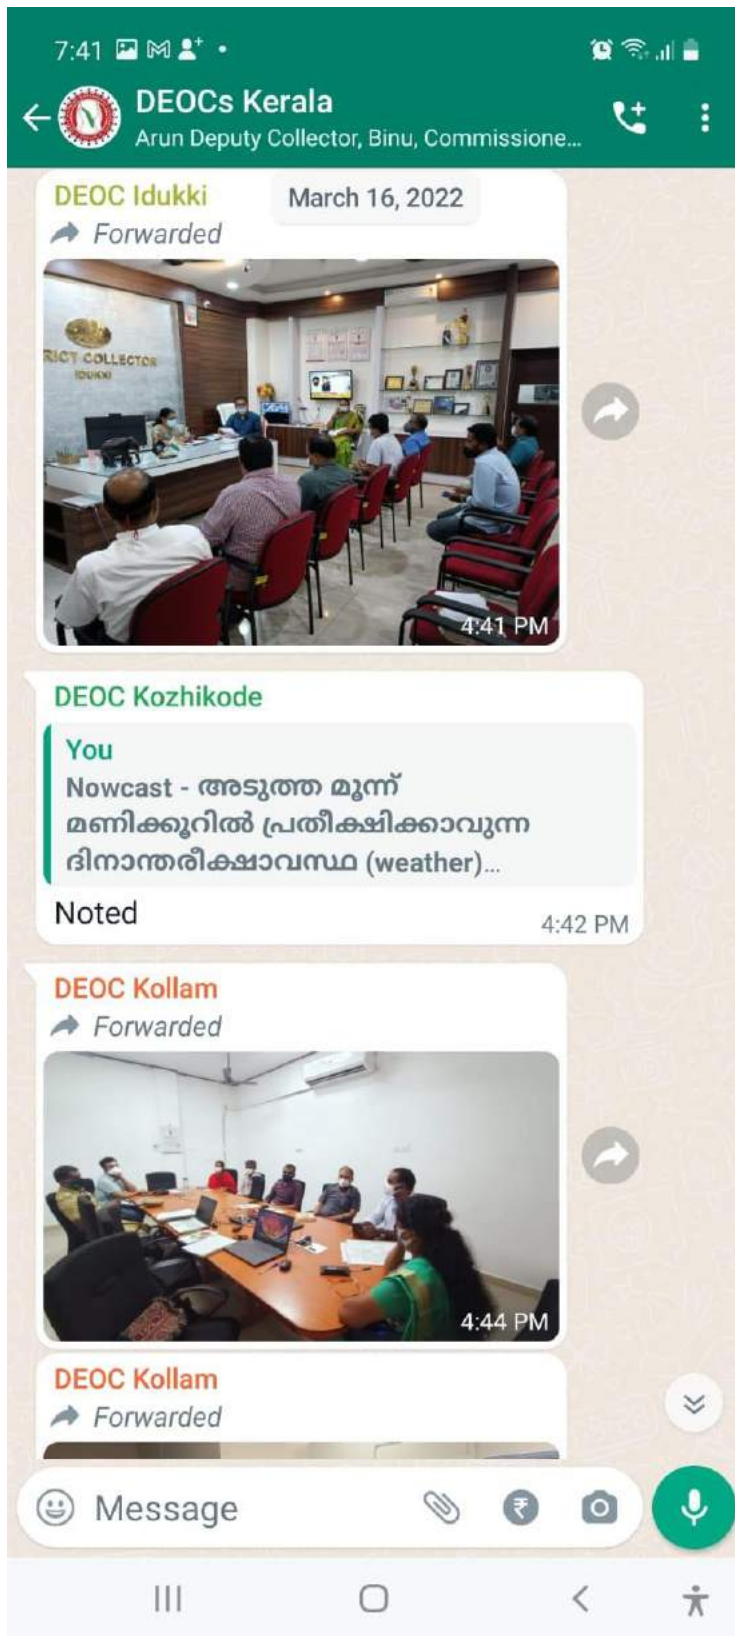 7:41
DEOCs Kerala
Arun Deputy Collector, Binu, Commissione...
March 16, 2022
DEOC Idukki
Forwarded
RICT COLLECTOR
IDUKKI
4:41 PM
DEOC Kozhikode
You
Nowcast - അടുത്ത മൂന്ന്
മണിക്കൂറിൽ പ്രതീക്ഷിക്കാവുന്ന
ദിനാന്തരീക്ഷാവസ്ഥ (weather)...
Noted
4:42 PM
DEOC Kollam
Forwarded
4:44 PM
DEOC Kollam
Forwarded
Message